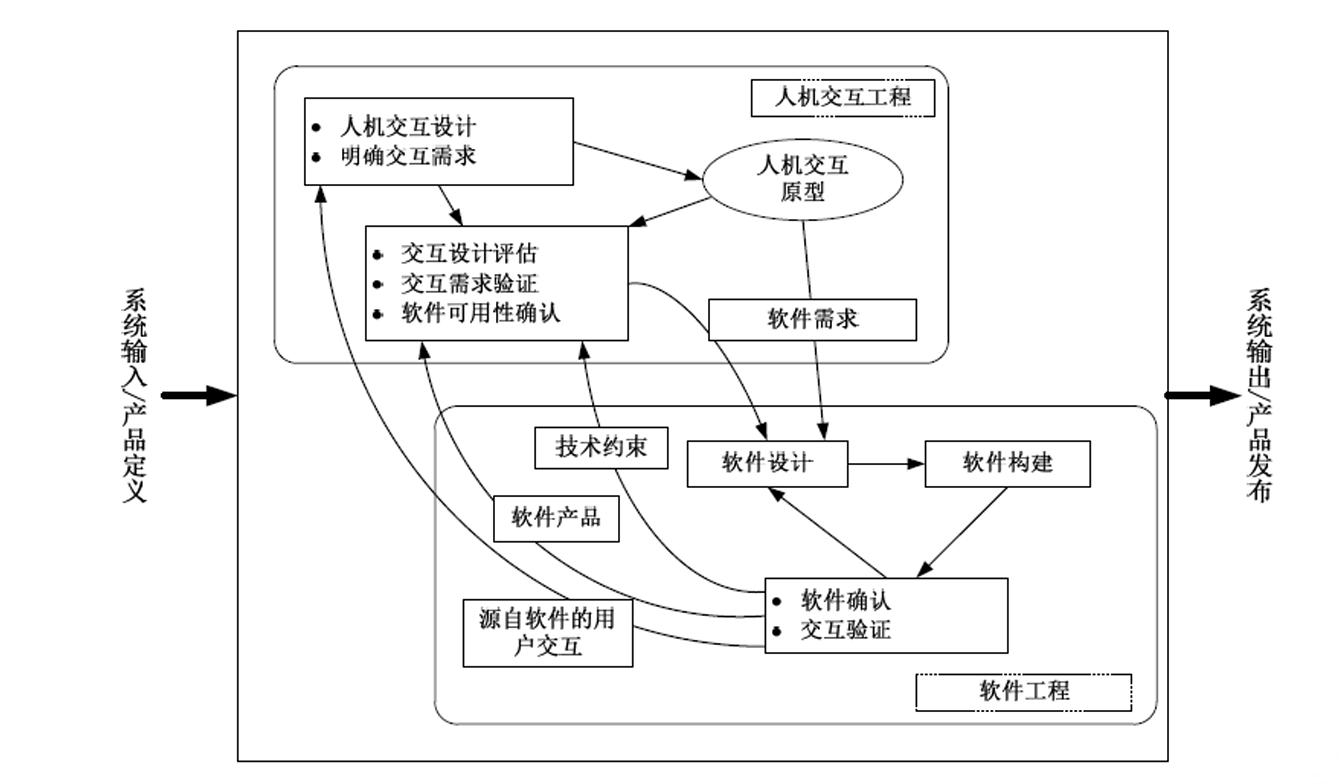 人机交互工程
人机交互设计
明确交互需求
人机交互
原型
交互设计评估
交互需求验证
软件可用性确认
软件需求
系统输入/产品定义
系统输出/产品发布
技术约束
软件设计
软件构建
软件产品
源自软件的用
户交互
软件确认
交互验证
软件工程